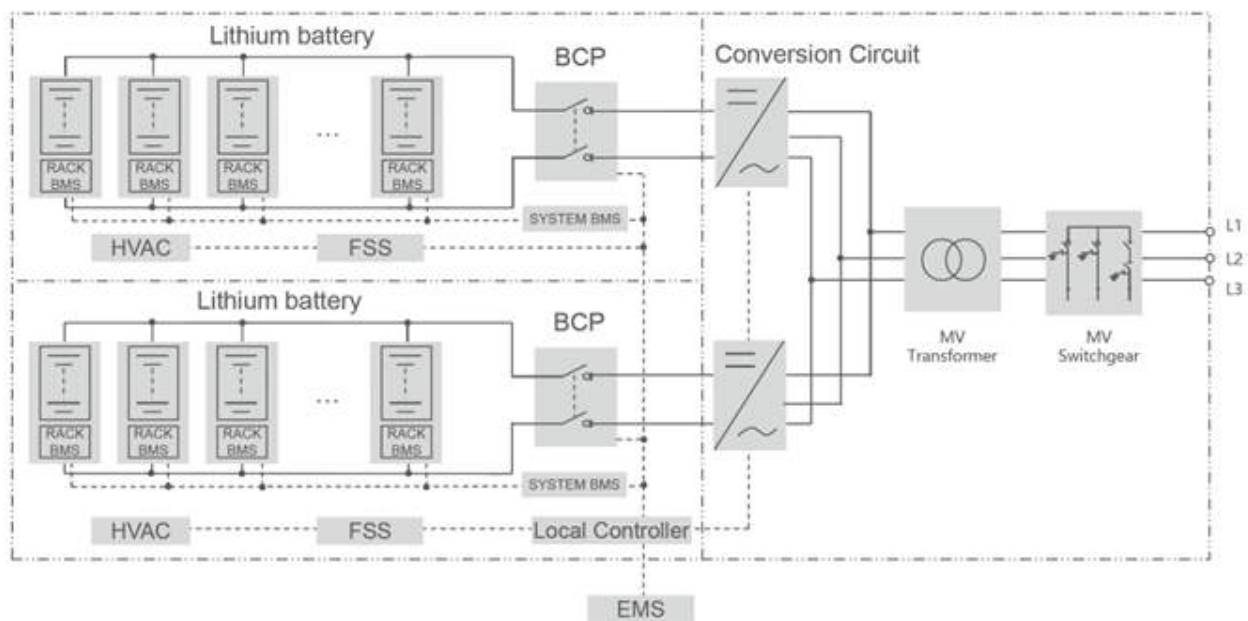 Lithium battery
BCP
Conversion Circuit
RACK
BMS
RACK
BMS
RACK
BMS
...
RACK
BMS
SYSTEM BMS
HVAC
FSS
L1
L2
L3
MV
Transformer
MV
Switchgear
Lithium battery
BCP
RACK
BMS
RACK
BMS
RACK
BMS
...
RACK
BMS
SYSTEM BMS
HVAC
FSS
Local Controller
EMS